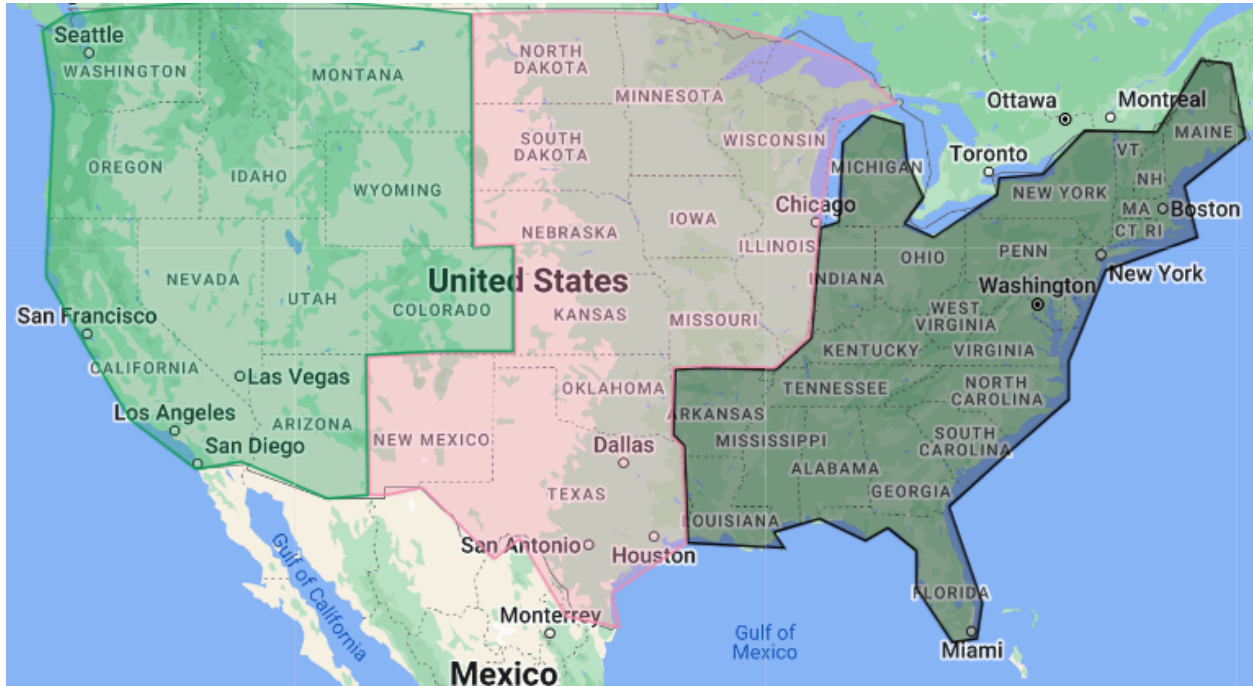 Seattle
WASHINGTON
MONTANA
NORTH
DAKOTA
MINNESOTA
Ottawa
Montreal
MAINE
OREGON
IDAHO
WYOMING
SOUTH
DAKOTA
WISCONSIN
MICHIGAN
Toronto
VT
NH
NEW YORK
MA
Boston
CT RI
NEVADA
UTAH
COLORADO
NEBRASKA
IOWA
Chicago
ILLINOIS
INDIANA
OHIO
PENN
New York
United States
Washington
San Francisco
CALIFORNIA
Las Vegas
KANSAS
MISSOURI
WEST
VIRGINIA
KENTUCKY
VIRGINIA
Los Angeles
ARIZONA
San Diego
NEW MEXICO
OKLAHOMA
ARKANSAS
TENNESSEE
NORTH
CAROLINA
Dallas
MISSISSIPPI
SOUTH
CAROLINA
ALABAMA
TEXAS
GEORGIA
LOUISIANA
San Antonio
Houston
Gulf of California
FLORIDA
Monterrey
Gulf of
Mexico
Miami
Mexico